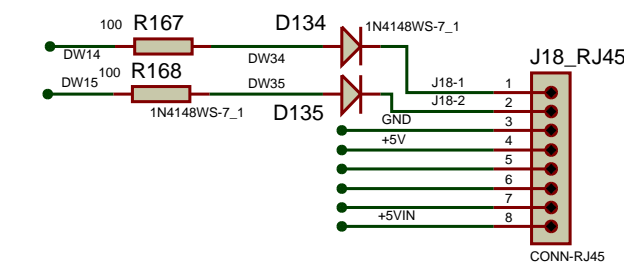 100 R167 D134 1N4148WS-7_1
DW14 DW34
J18_RJ45
100 R168
DW15 DW35 J18-1 1
1N4148WS-7_1 D135 J18-2 2
GND 3
+5V 4
5
6
7
+5VIN 8
CONN-RJ45